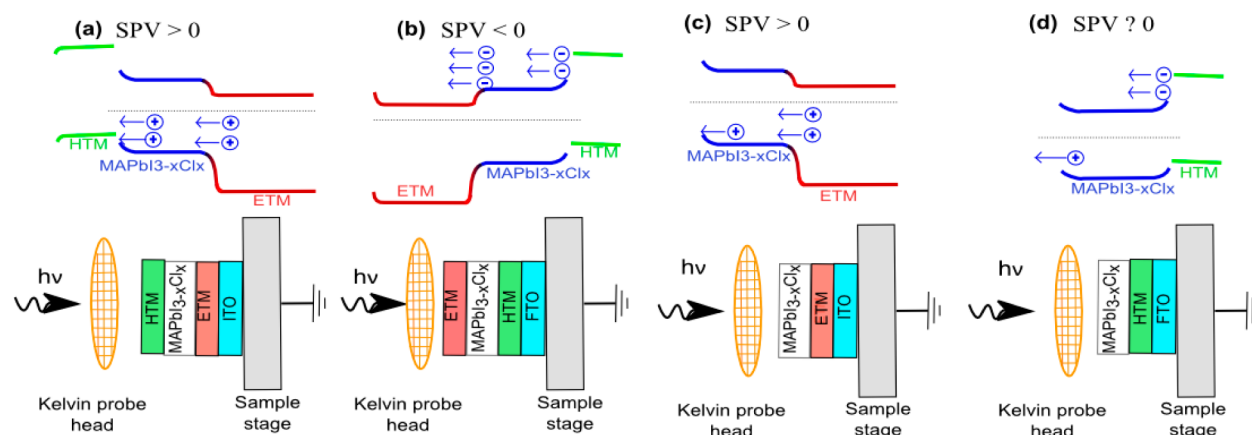 (a) SPV > 0
HTM
MAPbI3-xClx
ETM
hν
HTM
MAPbI3-xClx
ETM
ITO
Kelvin probe
head
Sample
stage
(b) SPV < 0
HTM
MAPbI3-xClx
ETM
hν
ETM
MAPbI3-xClx
HTM
FTO
Kelvin probe
head
Sample
stage
(c) SPV > 0
MAPbI3-xClx
ETM
hν
MAPbI3-xClx
ETM
ITO
Kelvin probe
head
Sample
stage
(d) SPV ? 0
MAPbI3-xClx
HTM
hν
MAPbI3-xClx
HTM
FTO
Kelvin probe
head
Sample
stage